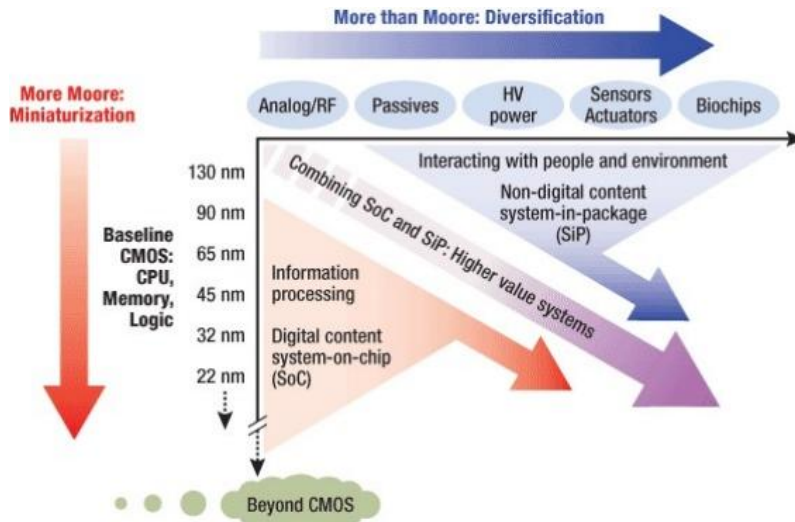 More than Moore: Diversification
More Moore:
Miniaturization
Analog/RF
Passives
HV
power
Sensors
Actuators
Biochips
130 nm
90 nm
65 nm
45 nm
32 nm
22 nm
Baseline
CMOS:
CPU,
Memory,
Logic
Interacting with people and environment
Non-digital content
system-in-package
(SiP)
Combining SoC and SiP: Higher value systems
Information
processing
Digital content
system-on-chip
(SoC)
Beyond CMOS